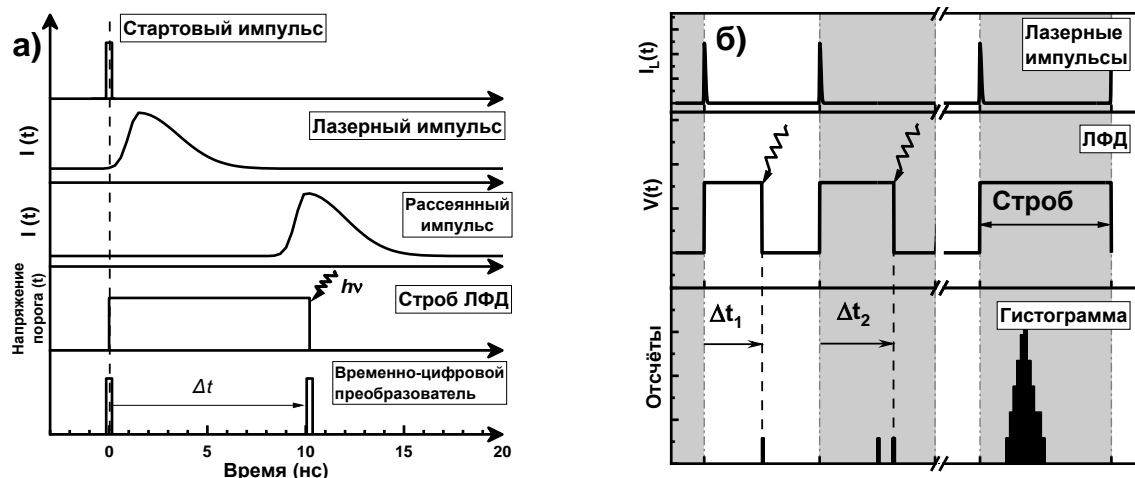 а)
Стартовый импульс
I (t)
Лазерный импульс
I (t)
Рассеянный
импульс
Напряжение
порога (t)
hν
Строб ЛФД
Временно-цифровой
преобразователь
Δt
0 5 10 15 20
Время (нс)
б)
I_L(t)
Лазерные
импульсы
V(t)
ЛФД
Строб
Отсчёты
Δt₁
Δt₂
Гистограмма